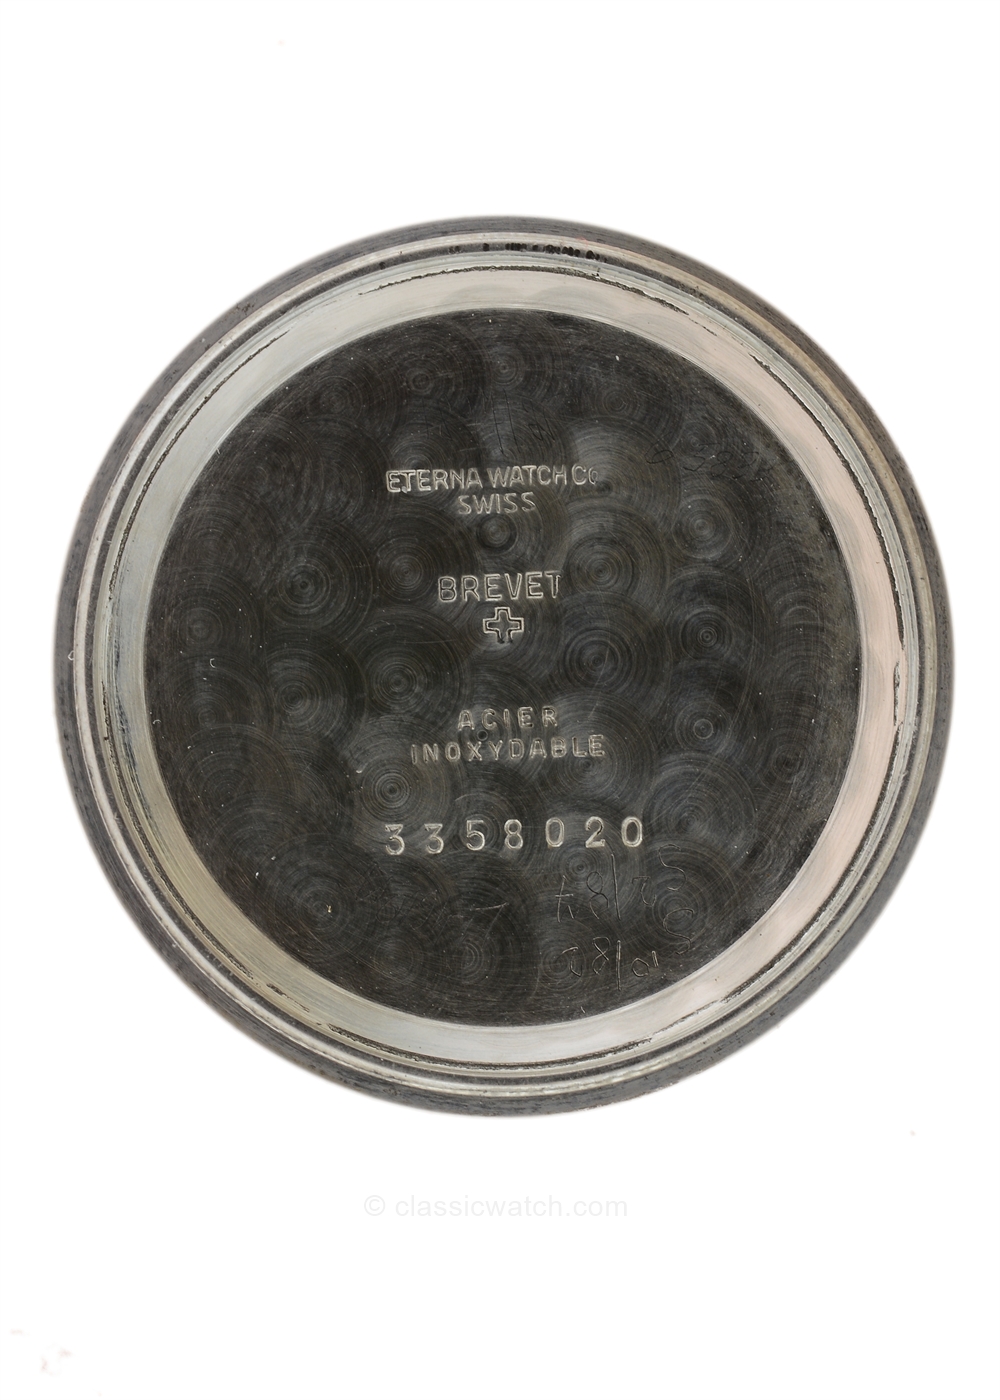 ETERNA WATCH Co
SWISS
BREVET
ACIER
INOXYDABLE
3358020
© classicwatch.com